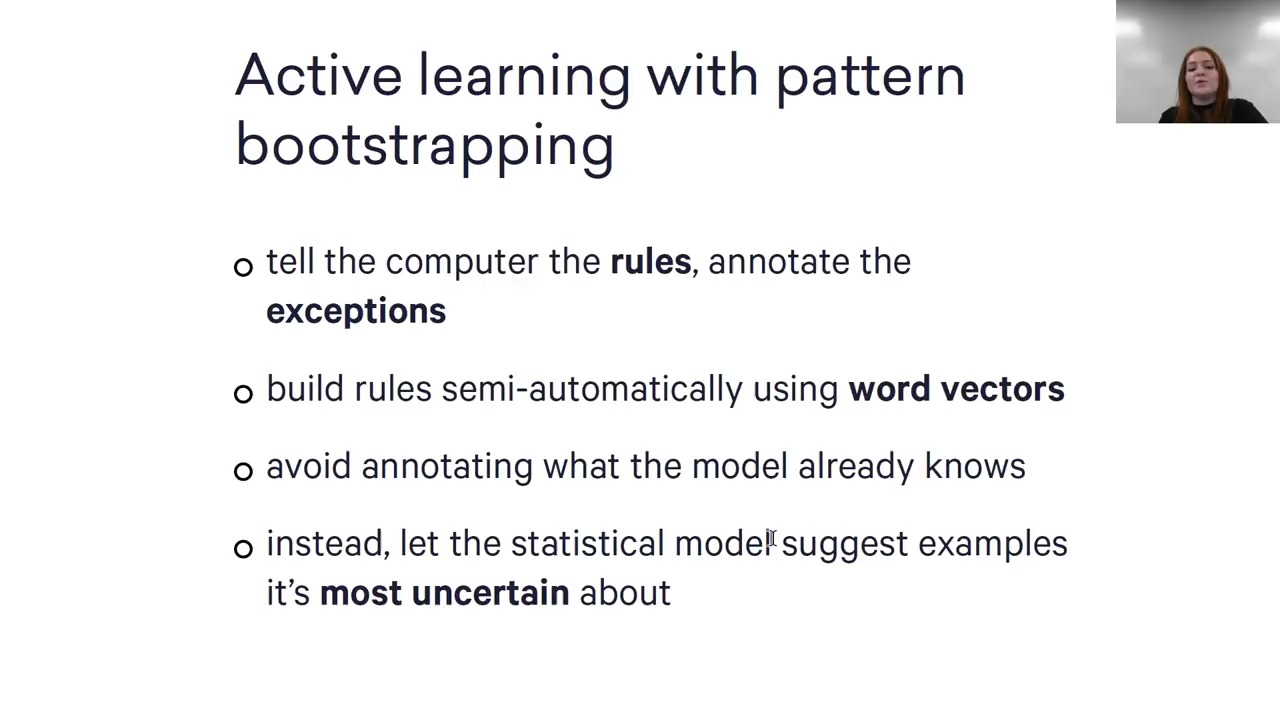 Active learning with pattern
bootstrapping
tell the computer the rules, annotate the
exceptions
build rules semi-automatically using word vectors
avoid annotating what the model already knows
instead, let the statistical model suggest examples
it’s most uncertain about